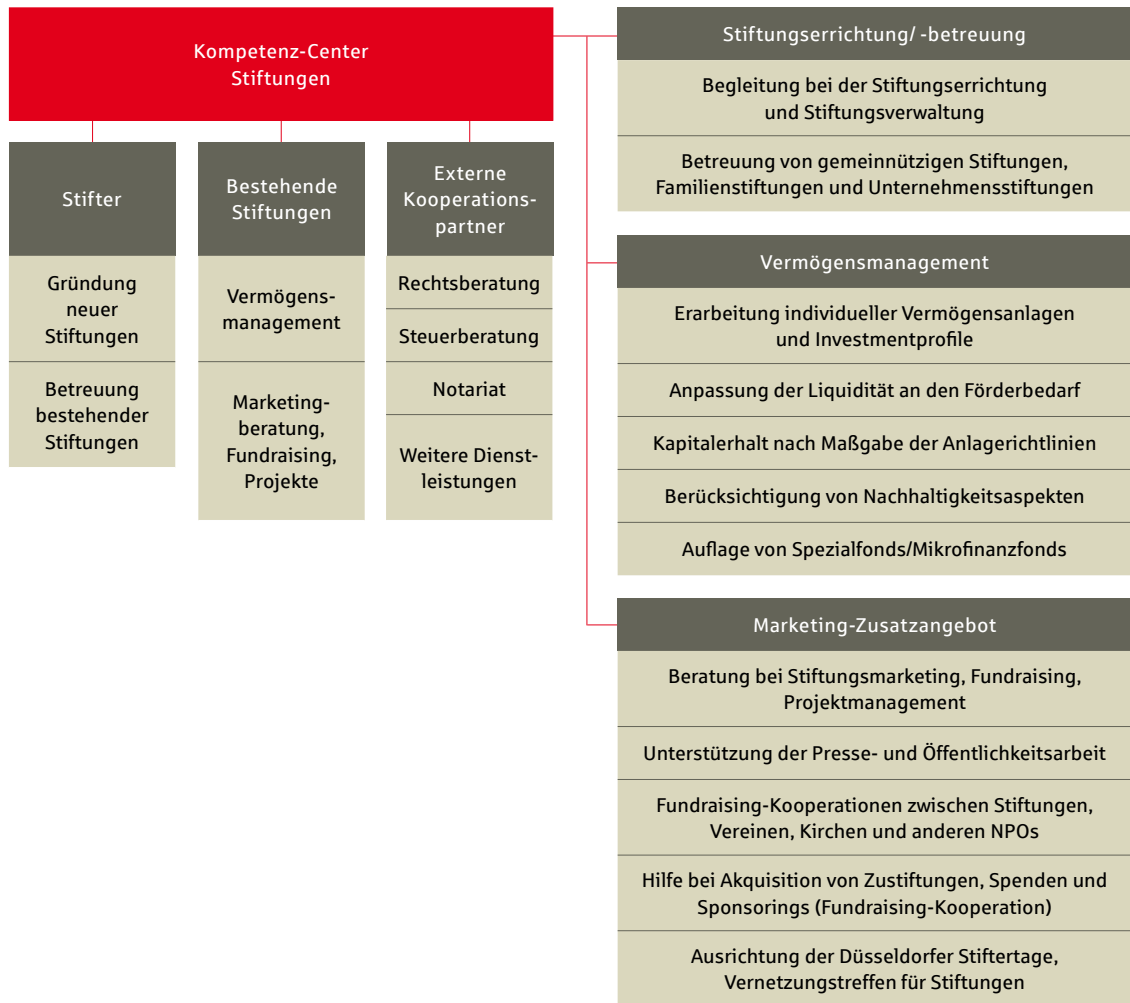 Kompetenz-Center
Stiftungen
Stifter
Gründung
neuer
Stiftungen
Betreuung
bestehender
Stiftungen
Bestehende
Stiftungen
Vermögens-
management
Marketing-
beratung,
Fundraising,
Projekte
Externe
Kooperations-
partner
Rechtsberatung
Steuerberatung
Notariat
Weitere Dienst-
leistungen
Stiftungserrichtung/ -betreuung
Begleitung bei der Stiftungserrichtung
und Stiftungsverwaltung
Betreuung von gemeinnützigen Stiftungen,
Familienstiftungen und Unternehmensstiftungen
Vermögensmanagement
Erarbeitung individueller Vermögensanlagen
und Investmentprofile
Anpassung der Liquidität an den Förderbedarf
Kapitalerhalt nach Maßgabe der Anlagerichtlinien
Berücksichtigung von Nachhaltigkeitsaspekten
Auflage von Spezialfonds/Mikrofinanzfonds
Marketing-Zusatzangebot
Beratung bei Stiftungsmarketing, Fundraising,
Projektmanagement
Unterstützung der Presse- und Öffentlichkeitsarbeit
Fundraising-Kooperationen zwischen Stiftungen,
Vereinen, Kirchen und anderen NPOs
Hilfe bei Akquisition von Zustiftungen, Spenden und
Sponsorings (Fundraising-Kooperation)
Ausrichtung der Düsseldorfer Stiftertage,
Vernetzungstreffen für Stiftungen